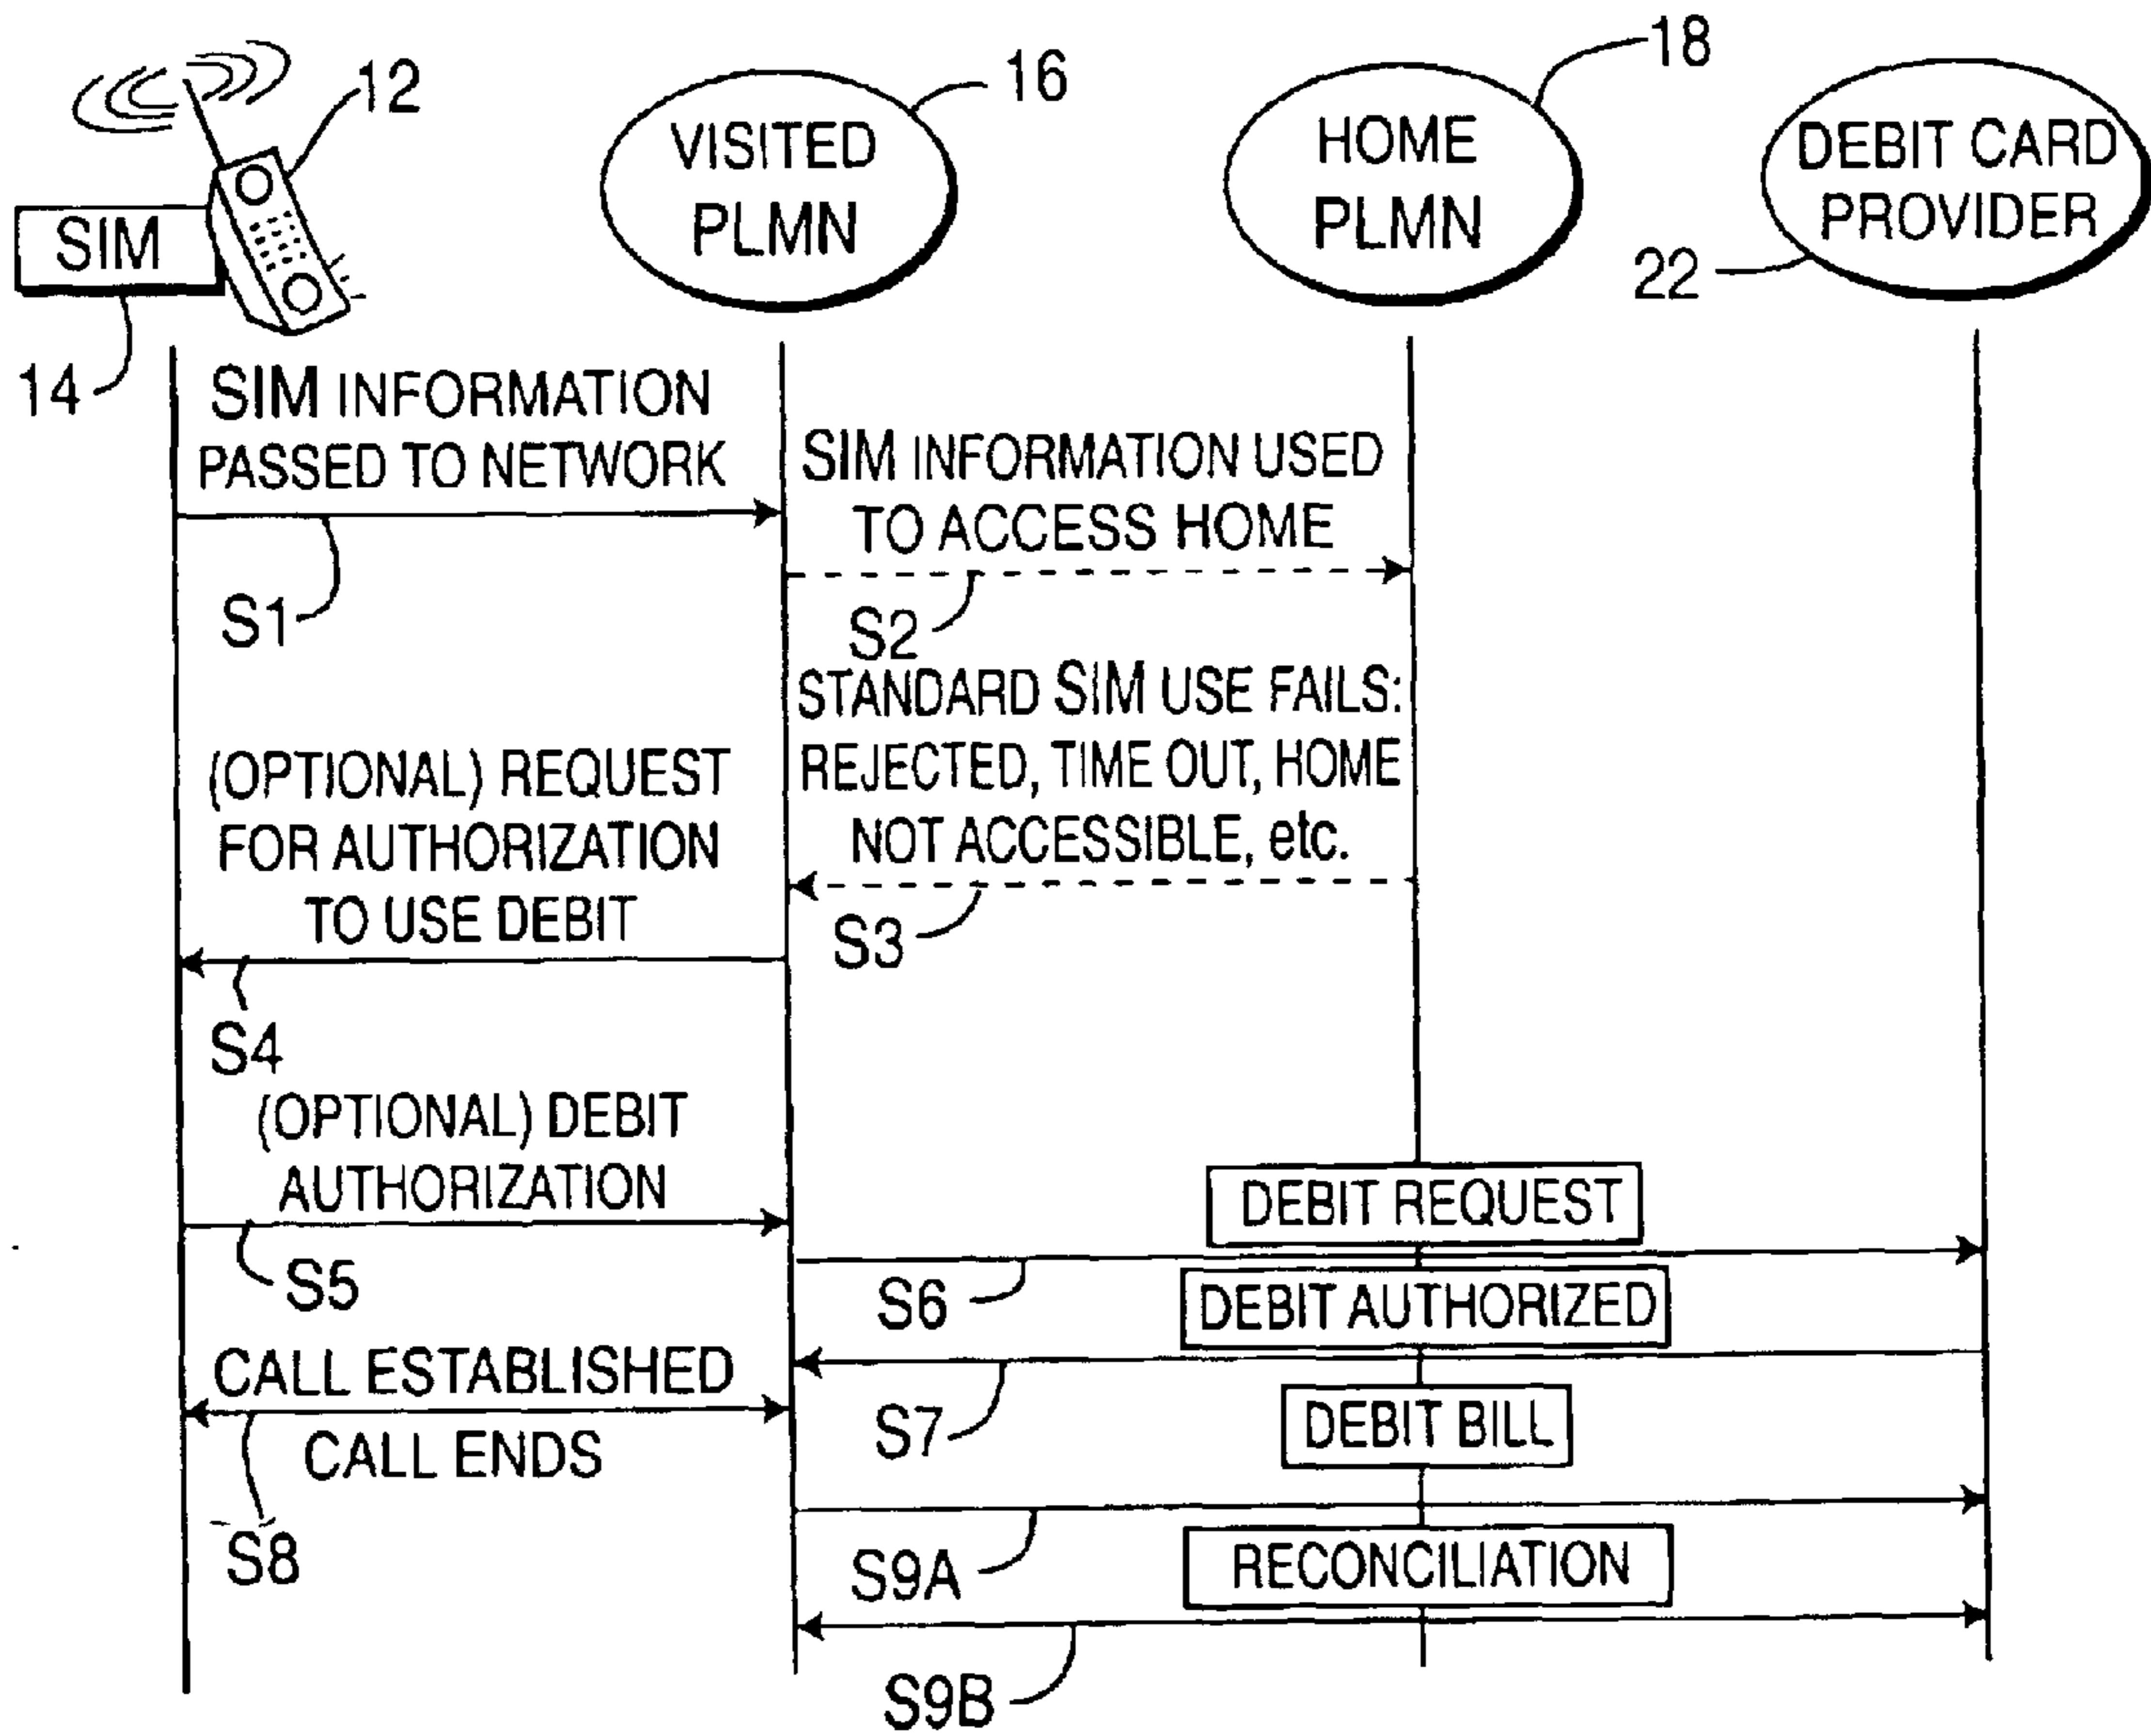 12
16
18
VISITED
PLMN
HOME
PLMN
DEBIT CARD
PROVIDER
SIM
22
14
SIM INFORMATION
PASSED TO NETWORK
SIM INFORMATION USED
TO ACCESS HOME
S1
S2
STANDARD SIM USE FAILS:
REJECTED, TIME OUT, HOME
NOT ACCESSIBLE, etc.
S3
(OPTIONAL) REQUEST
FOR AUTHORIZATION
TO USE DEBIT
S4
(OPTIONAL) DEBIT
AUTHORIZATION
S5
DEBIT REQUEST
S6
DEBIT AUTHORIZED
S7
CALL ESTABLISHED
CALL ENDS
S8
DEBIT BILL
S9A
RECONCILIATION
S9B